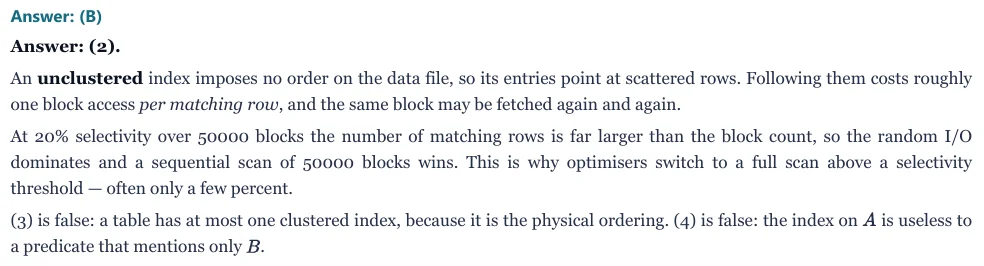 Answer: (B)
Answer: (2).
An unclustered index imposes no order on the data file, so its entries point at scattered rows. Following them costs roughly
one block access per matching row, and the same block may be fetched again and again.
At 20% selectivity over 50000 blocks the number of matching rows is far larger than the block count, so the random I/O
dominates and a sequential scan of 50000 blocks wins. This is why optimisers switch to a full scan above a selectivity
threshold — often only a few percent.
(3) is false: a table has at most one clustered index, because it is the physical ordering. (4) is false: the index on A is useless to
a predicate that mentions only B.